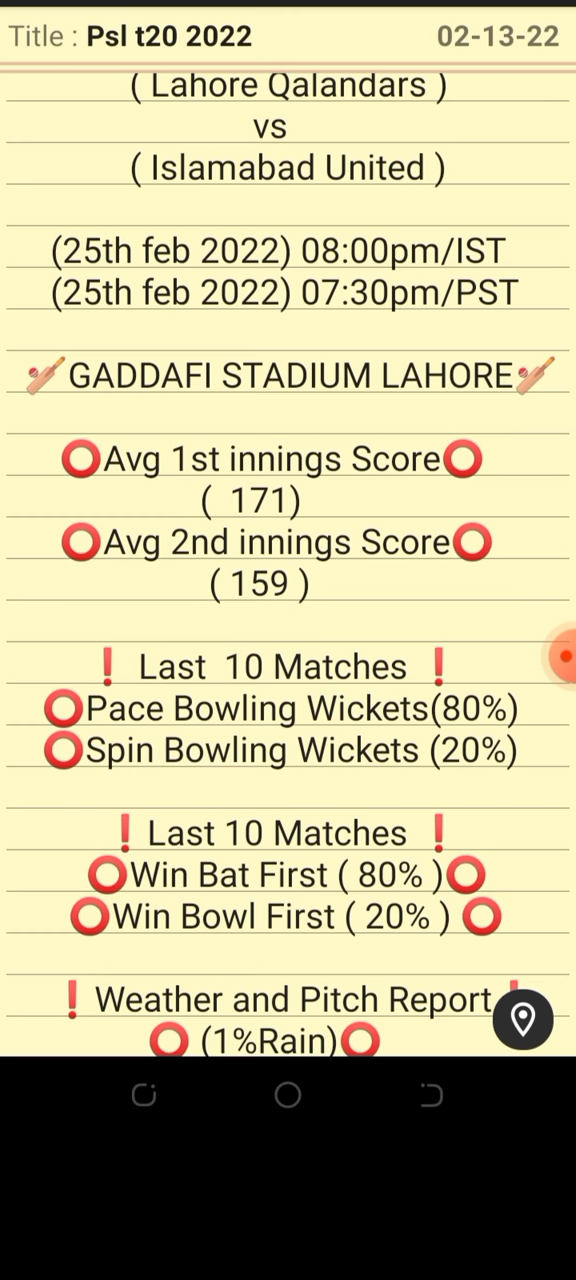 Title : Psl t20 2022 02-13-22
( Lahore Qalandars )
vs
( Islamabad United )
(25th feb 2022) 08:00pm/IST
(25th feb 2022) 07:30pm/PST
🏏GADDAFI STADIUM LAHORE🏏
⭕Avg 1st innings Score⭕
(  171)
⭕Avg 2nd innings Score⭕
( 159 )
❗ Last  10 Matches ❗
⭕Pace Bowling Wickets(80%)
⭕Spin Bowling Wickets (20%)
❗ Last 10 Matches ❗
⭕Win Bat First ( 80% )⭕
⭕Win Bowl First ( 20% ) ⭕
❗ Weather and Pitch Report❗
⭕ (1%Rain)⭕